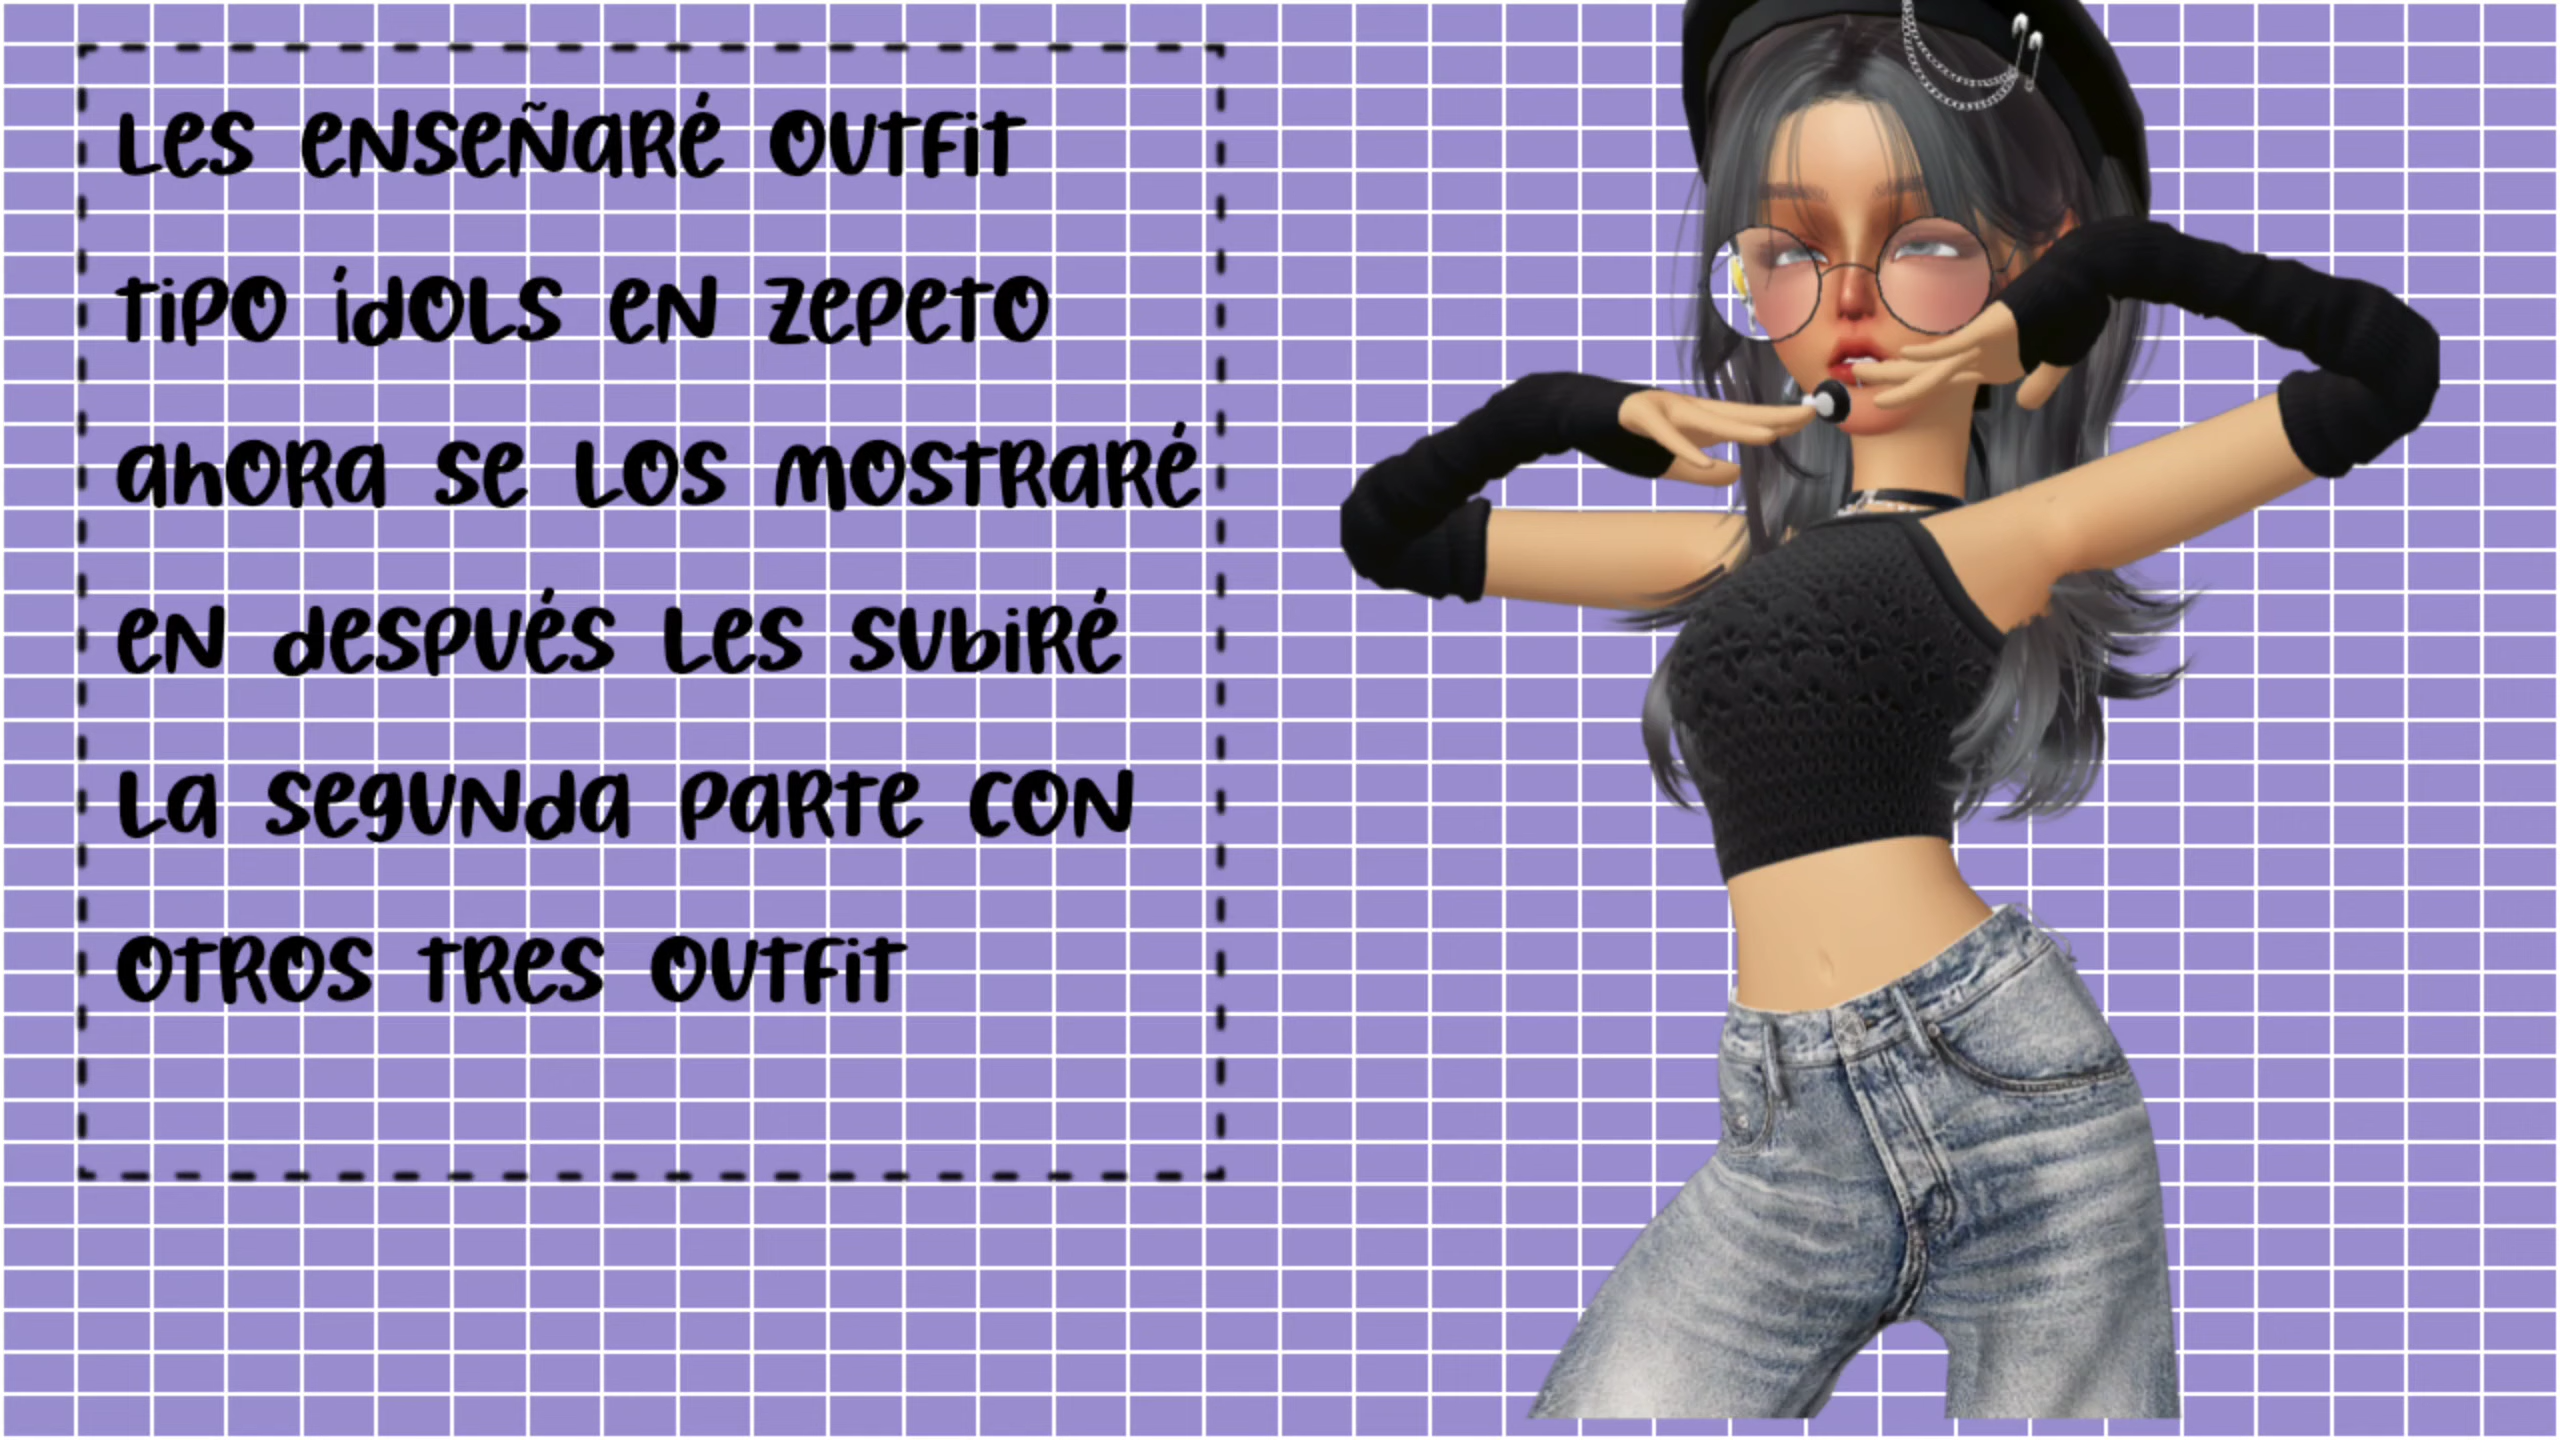 Les enseñaré outfit
tipo ídols en zepeto
ahora se los mostraré
en después les subiré
la segunda parte con
otros tres outfit